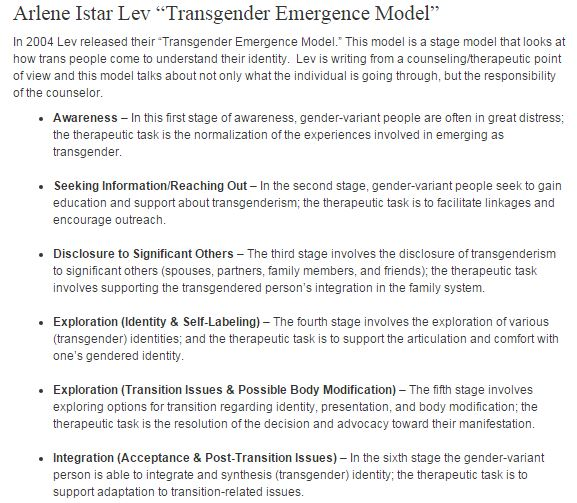 Arlene Istar Lev “Transgender Emergence Model”
In 2004 Lev released their “Transgender Emergence Model.” This model is a stage model that looks at
how trans people come to understand their identity.  Lev is writing from a counseling/therapeutic point
of view and this model talks about not only what the individual is going through, but the responsibility
of the counselor.
• Awareness – In this first stage of awareness, gender-variant people are often in great distress;
the therapeutic task is the normalization of the experiences involved in emerging as
transgender.
• Seeking Information/Reaching Out – In the second stage, gender-variant people seek to gain
education and support about transgenderism; the therapeutic task is to facilitate linkages and
encourage outreach.
• Disclosure to Significant Others – The third stage involves the disclosure of transgenderism
to significant others (spouses, partners, family members, and friends); the therapeutic task
involves supporting the transgendered person’s integration in the family system.
• Exploration (Identity & Self-Labeling) – The fourth stage involves the exploration of various
(transgender) identities; and the therapeutic task is to support the articulation and comfort with
one’s gendered identity.
• Exploration (Transition Issues & Possible Body Modification) – The fifth stage involves
exploring options for transition regarding identity, presentation, and body modification; the
therapeutic task is the resolution of the decision and advocacy toward their manifestation.
• Integration (Acceptance & Post-Transition Issues) – In the sixth stage the gender-variant
person is able to integrate and synthesis (transgender) identity; the therapeutic task is to
support adaptation to transition-related issues.